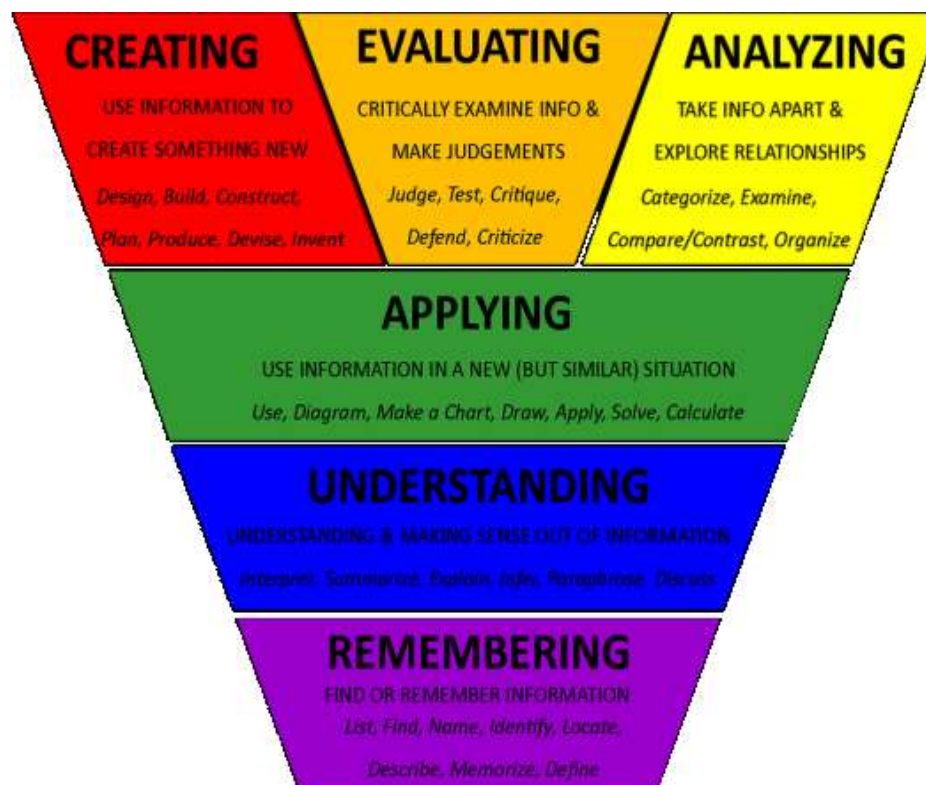 CREATING
USE INFORMATION TO
CREATE SOMETHING NEW
Design, Build, Construct,
Plan, Produce, Devise, Invent
EVALUATING
CRITICALLY EXAMINE INFO &
MAKE JUDGEMENTS
Judge, Test, Critique,
Defend, Criticize
ANALYZING
TAKE INFO APART &
EXPLORE RELATIONSHIPS
Categorize, Examine,
Compare/Contrast, Organize
APPLYING
USE INFORMATION IN A NEW (BUT SIMILAR) SITUATION
Use, Diagram, Make a Chart, Draw, Apply, Solve, Calculate
UNDERSTANDING
UNDERSTANDING & MAKING SENSE OUT OF INFORMATION
Interpret, Summarize, Explain, Infer, Paraphrase, Discuss
REMEMBERING
FIND OR REMEMBER INFORMATION
List, Find, Name, Identify, Locate,
Describe, Memorize, Define